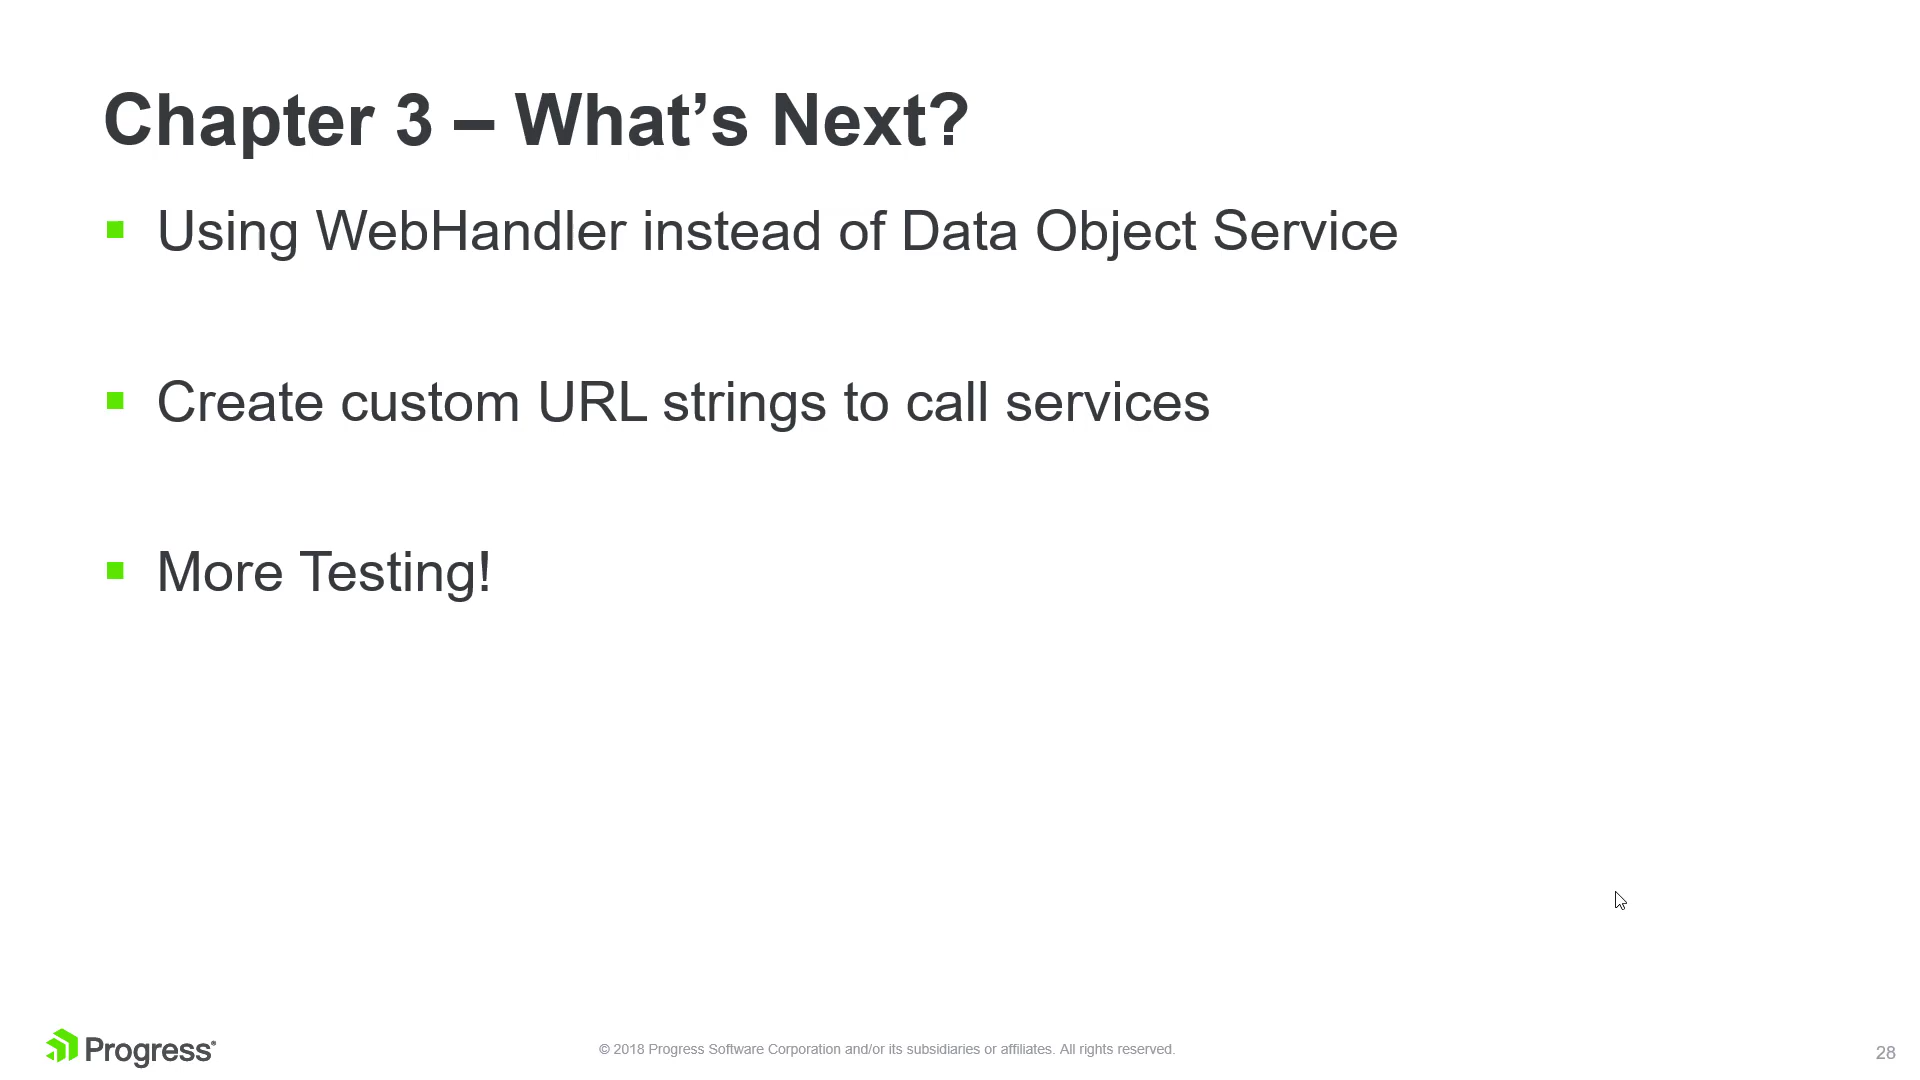 Chapter 3 – What’s Next?
Using WebHandler instead of Data Object Service
Create custom URL strings to call services
More Testing!
Progress®
© 2018 Progress Software Corporation and/or its subsidiaries or affiliates. All rights reserved.
28